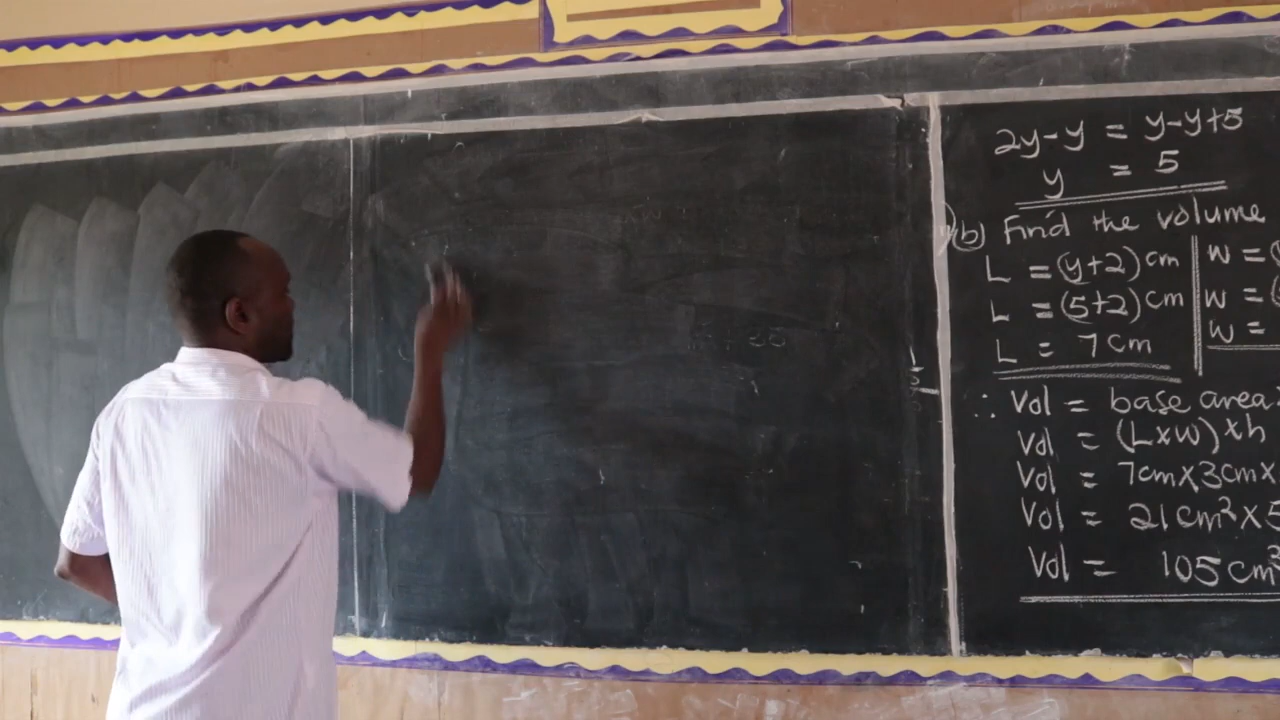 2y-y = y-y+5
y = 5
(b) Find the volume
L = (y+2)cm W = (
L = (5+2)cm W = (
L = 7cm W =
∴ Vol = base area
Vol = (L×W)×h
Vol = 7cm×3cm×
Vol = 21cm²×5
Vol = 105cm³